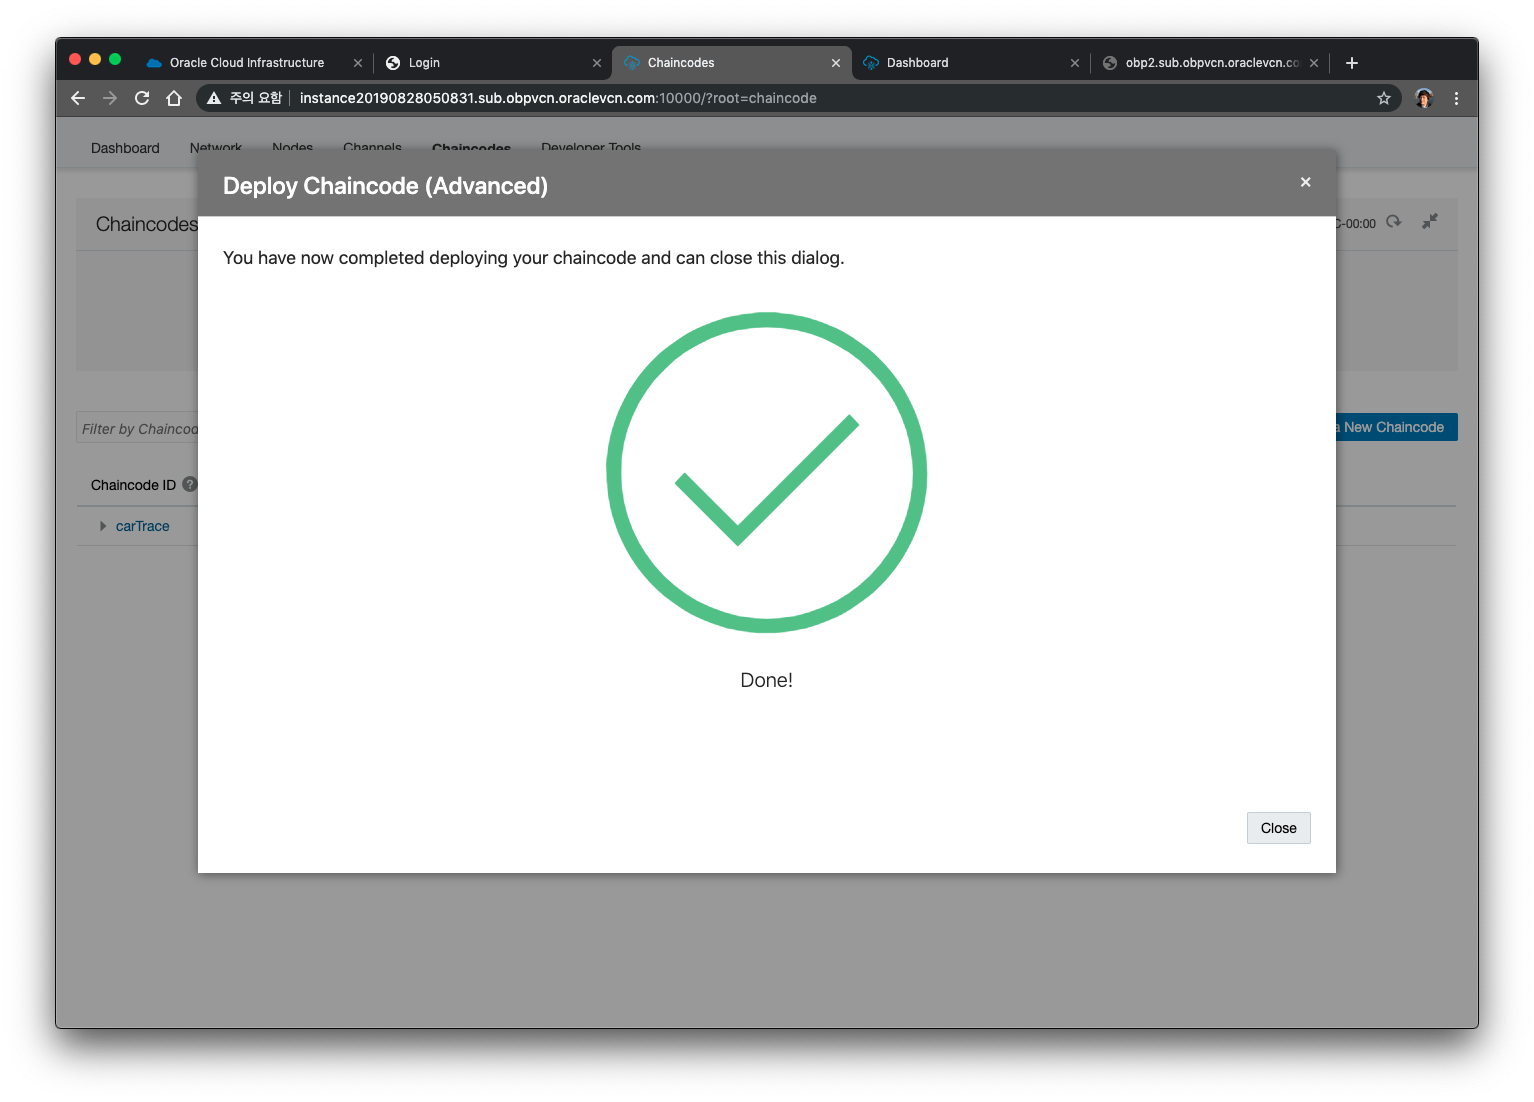 Oracle Cloud Infrastructure
Login
Chaincodes
Dashboard
obp2.sub.obpvcn.oraclevcn.co
주의 요함 instance20190828050831.sub.obpvcn.oraclevcn.com:10000/?root=chaincode
Dashboard Network Nodes Channels Chaincodes Developer Tools
Deploy Chaincode (Advanced)
Chaincodes
-00:00
You have now completed deploying your chaincode and can close this dialog.
Filter by Chaincod
a New Chaincode
Chaincode ID ?
carTrace
Done!
Close